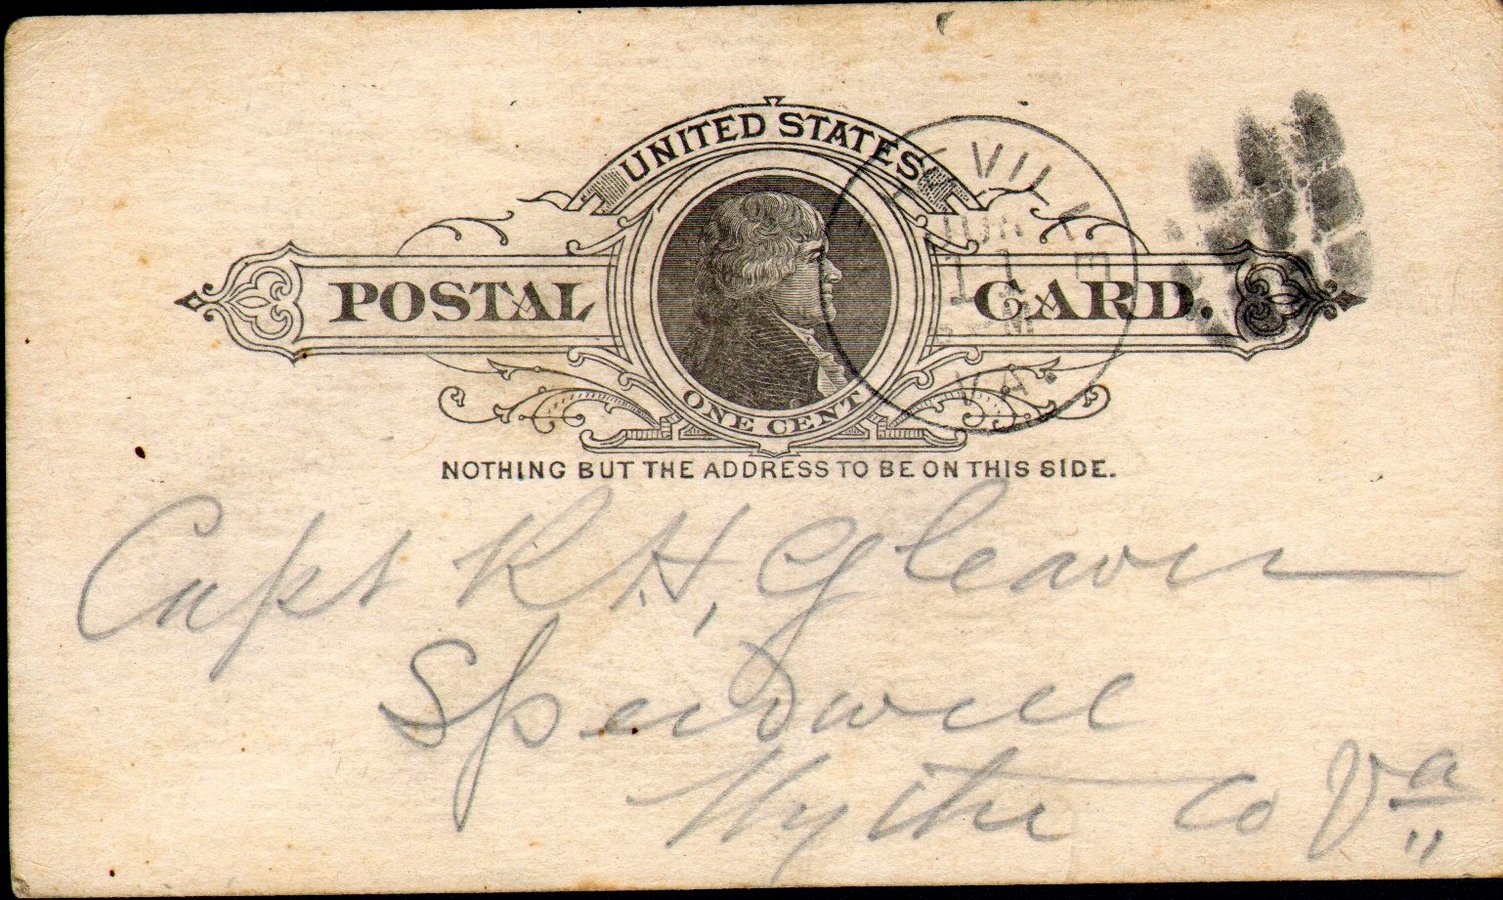 UNITED STATES
POSTAL CARD.
ONE CENT
NOTHING BUT THE ADDRESS TO BE ON THIS SIDE.
VA.
Capt R. H, Gleaves
Speedwell
Wythe Co Va